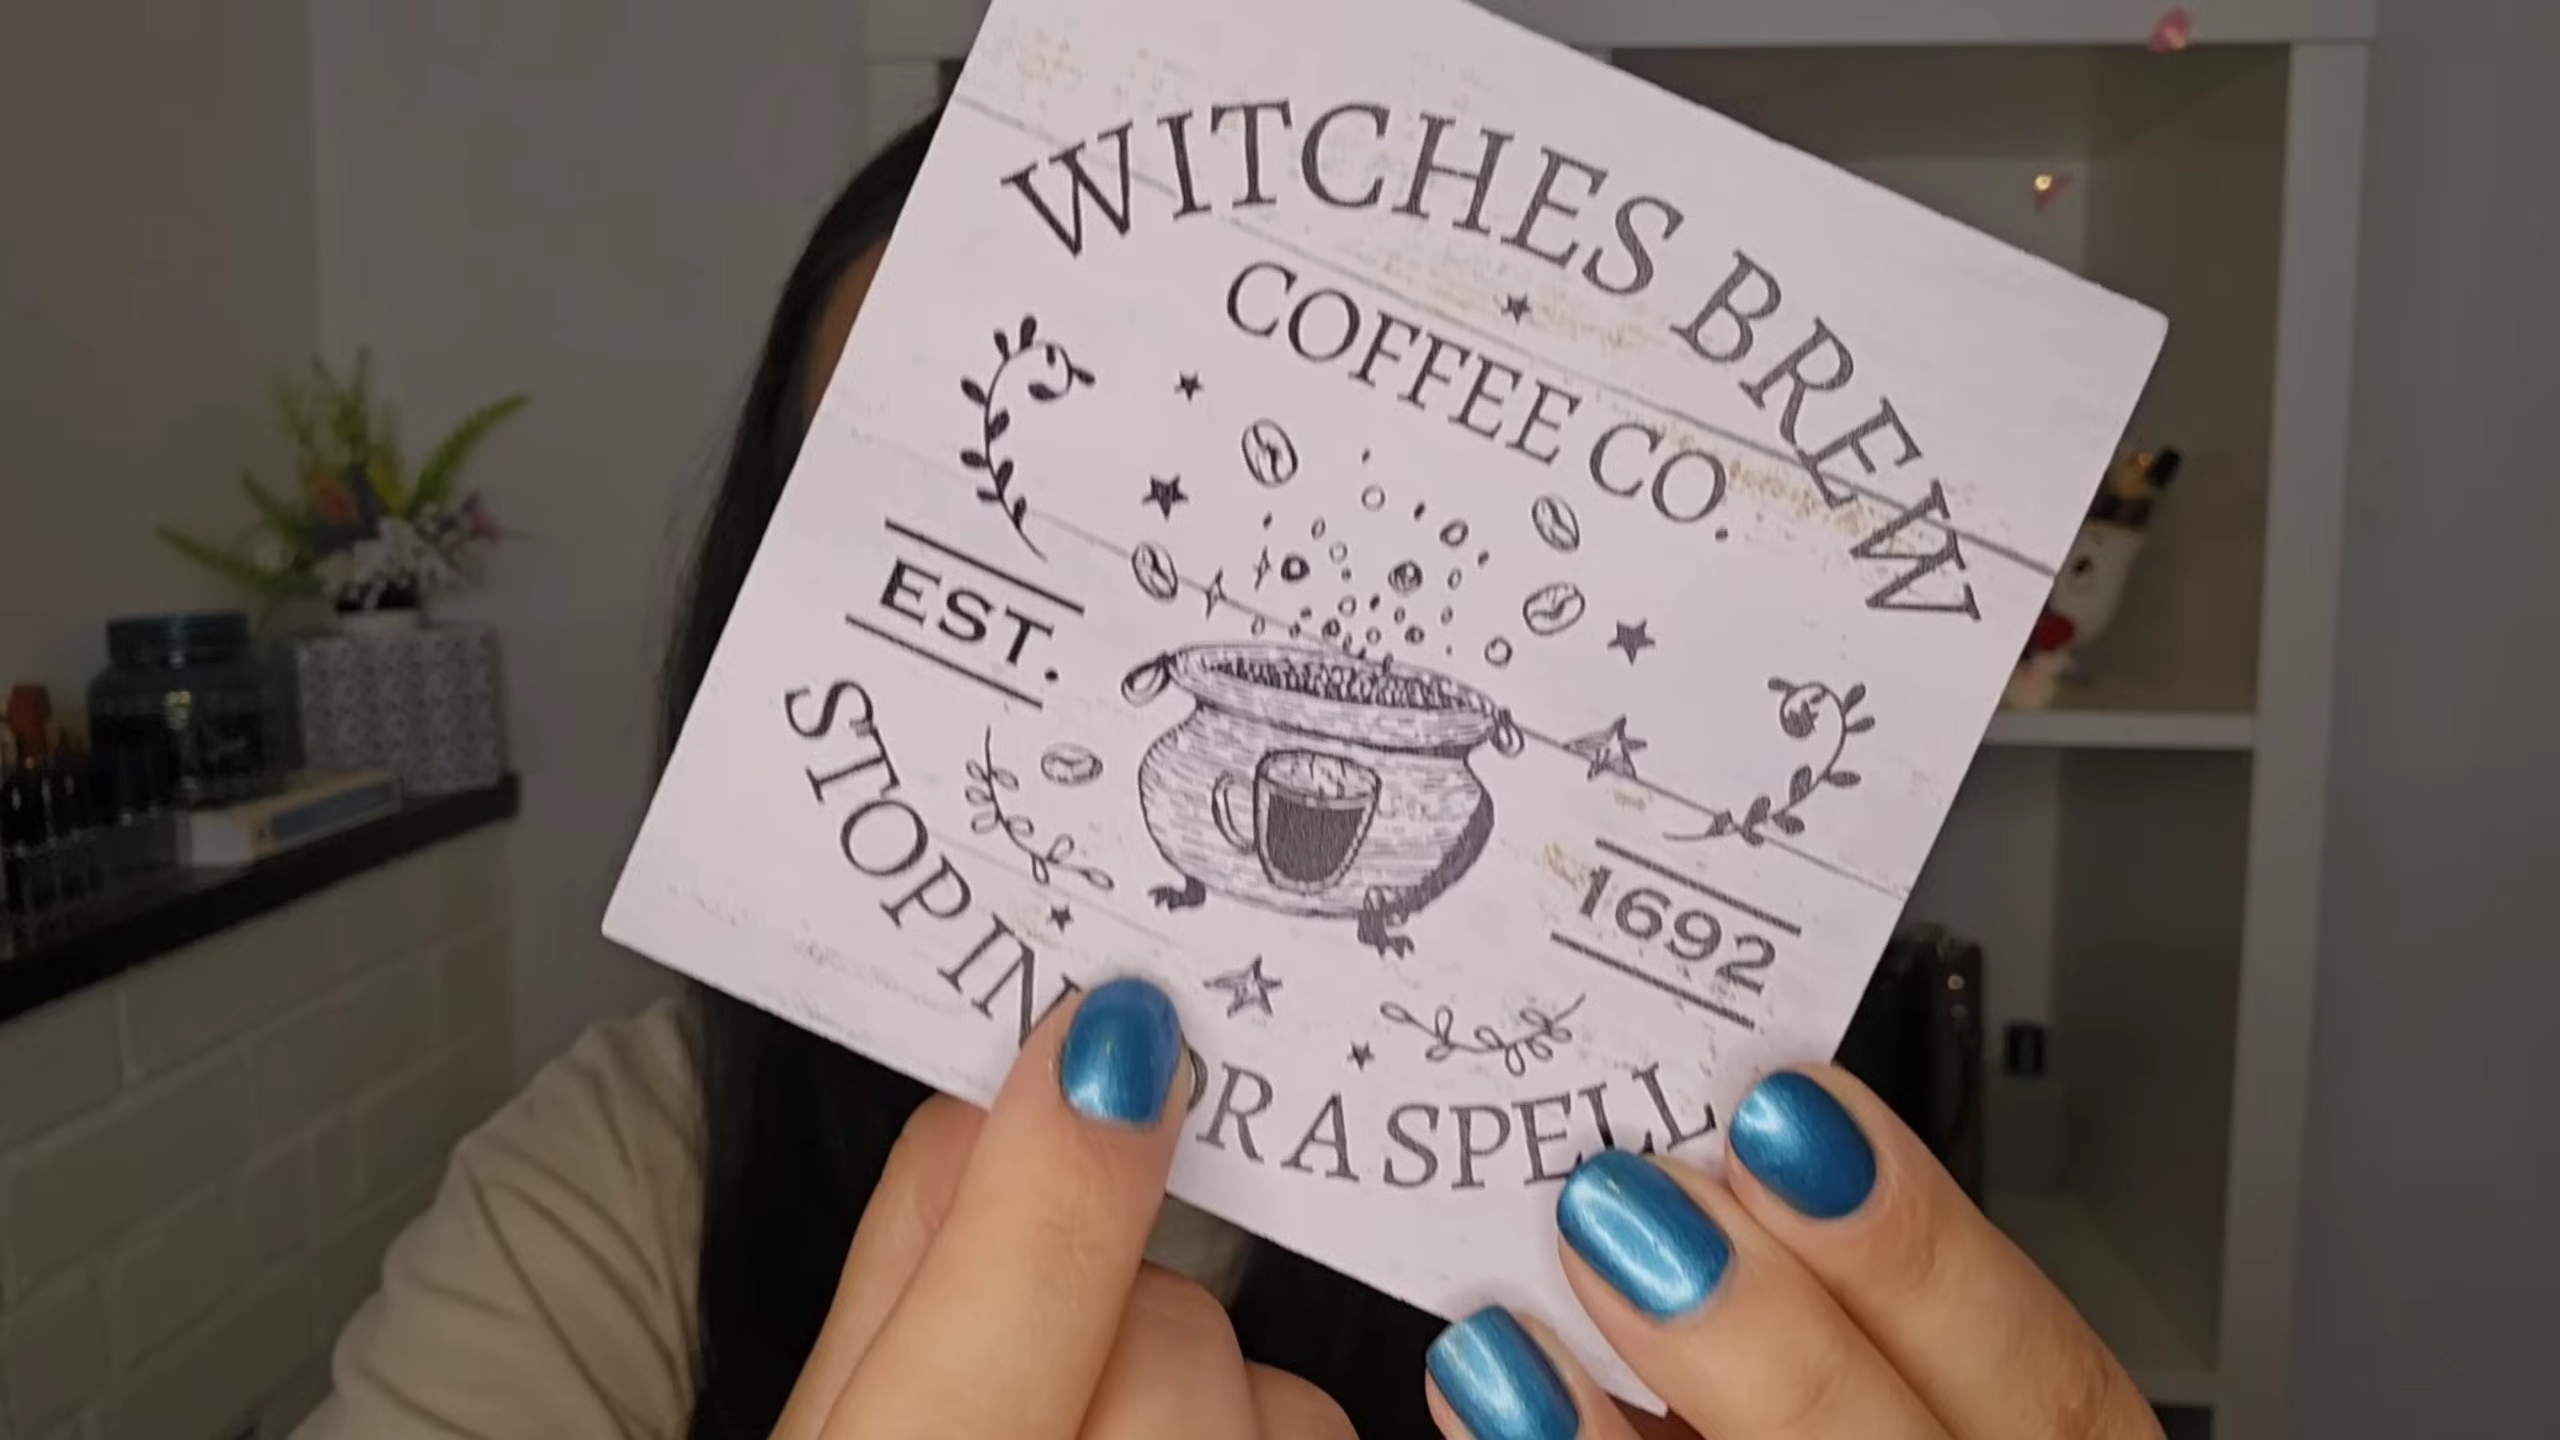 WITCHES BREW
COFFEE CO.
EST.
1692
STOP IN A SPELL